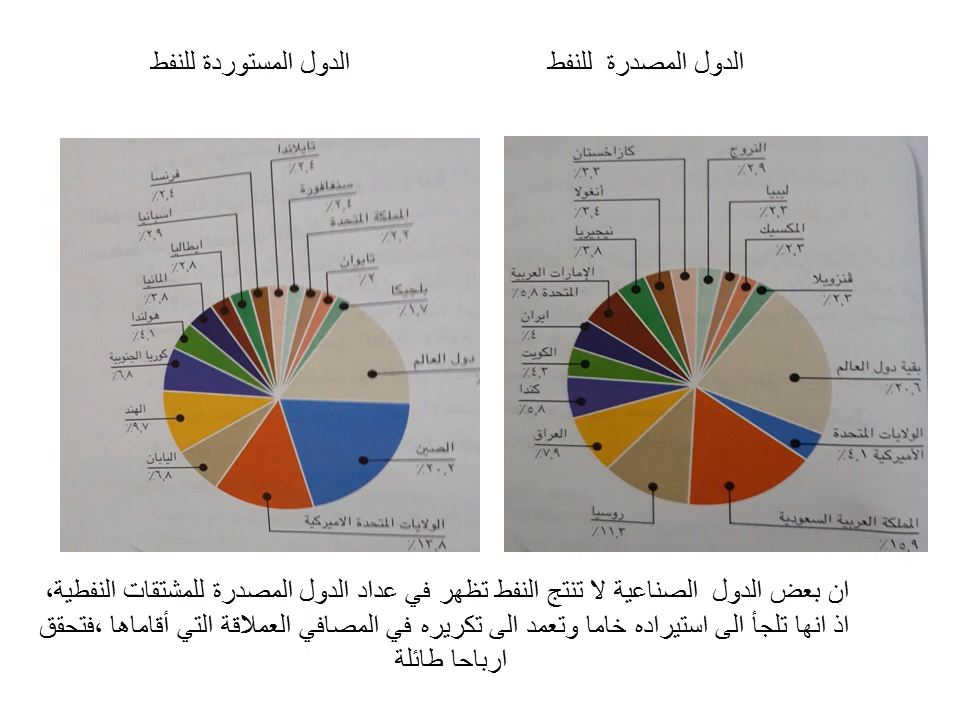 الدول المصدرة للنفط
الدول المستوردة للنفط
النروج
٪٢,٩
ليبيا
٪٢,٣
المكسيك
٪٢,٣
فنزويلا
٪٢,٣
بقية دول العالم
٪٢٠,٦
الولايات المتحدة
الأميركية ٤,١٪
المملكة العربية السعودية
٪١٥,٩
روسيا
٪١١,٣
العراق
٪٧,٩
كندا
٪٥,٨
الكويت
٪٤,٣
ايران
٪٤
الإمارات العربية
المتحدة ٥,٨٪
نيجيريا
٪٣,٨
أنغولا
٪٣,٤
كازاخستان
٪٣,٣
تايلاندا
٪٢,٤
سنغافورة
٪٢,٤
المملكة المتحدة
٪٢,٢
تايوان
٪٢
بلجيكا
٪١,٧
دول العالم
الصين
٪٢٠,٢
الولايات المتحدة الاميركية
٪١٣,٨
اليابان
٪٦,٨
الهند
٪٩,٧
كوريا الجنوبية
٪٦,٨
هولندا
٪٤,١
المانيا
٪٣,٨
ايطاليا
٪٢,٨
اسبانيا
٪٢,٩
فرنسا
٪٢,٤
ان بعض الدول الصناعية لا تنتج النفط تظهر في عداد الدول المصدرة للمشتقات النفطية،
اذ انها تلجأ الى استيراده خاما وتعمد الى تكريره في المصافي العملاقة التي أقاماها ،فتحقق
ارباحا طائلة